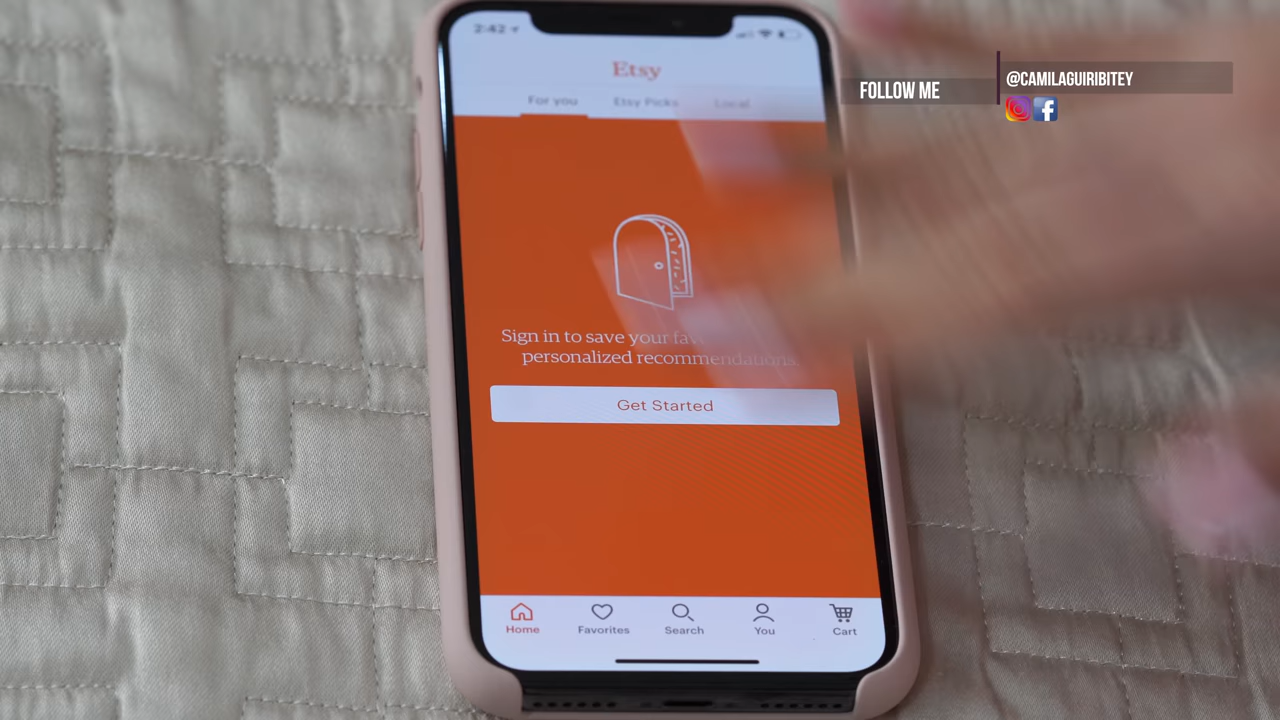 2:42
Etsy
For you Etsy Picks Local
FOLLOW ME
@CAMILAGUIRIBITEY
Sign in to save your
personalized recommendations.
Get Started
Home Favorites Search You Cart